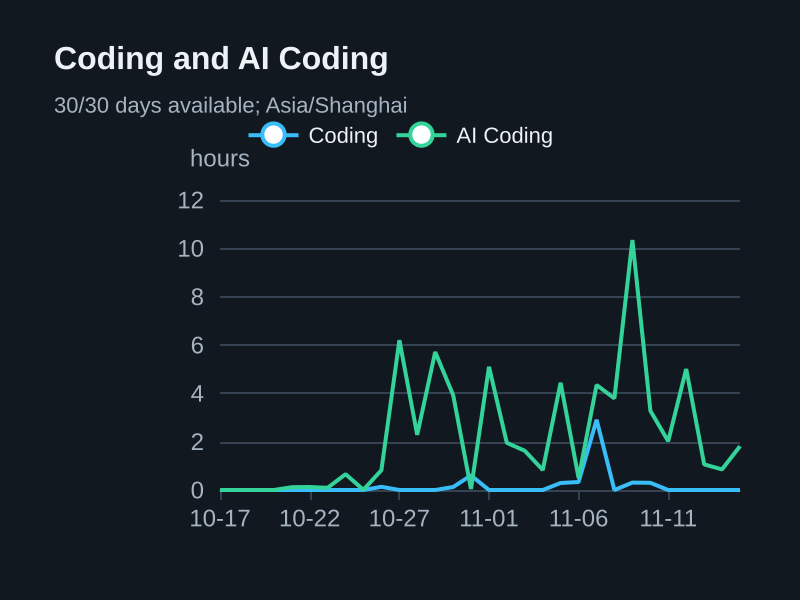 Coding and AI Coding
30/30 days available; Asia/Shanghai
Coding AI Coding
hours
12
10
8
6
4
2
0
10-17 10-22 10-27 11-01 11-06 11-11